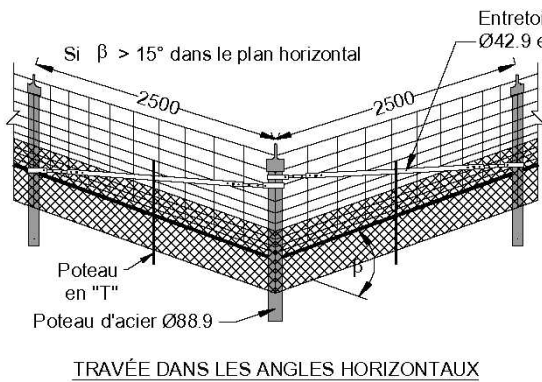 Entreto
Si β > 15° dans le plan horizontal
Ø42.9 e
2500
2500
β
Poteau
en "T"
Poteau d'acier Ø88.9
TRAVÉE DANS LES ANGLES HORIZONTAUX